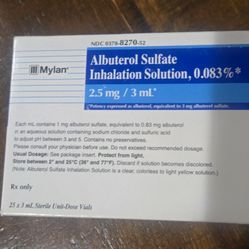 NDC 0378-8270-52
Mylan®
Albuterol Sulfate
Inhalation Solution, 0.083%*
2.5 mg / 3 mL*
*Potency expressed as albuterol, equivalent to 3 mg albuterol sulfate.
Each mL contains 1 mg albuterol sulfate, equivalent to 0.83 mg albuterol
in an aqueous solution containing sodium chloride and sulfuric acid
to adjust pH between 3 and 5. Contains no preservatives.
Please consult your physician before use. Do not exceed recommended dosage.
Usual Dosage: See package insert. Protect from light.
Store between 2° and 25°C (36° and 77°F). Discard if solution becomes discolored.
(Note: Albuterol Sulfate Inhalation Solution is a clear, colorless to light yellow solution.)
Rx only
25 x 3 mL Sterile Unit-Dose Vials